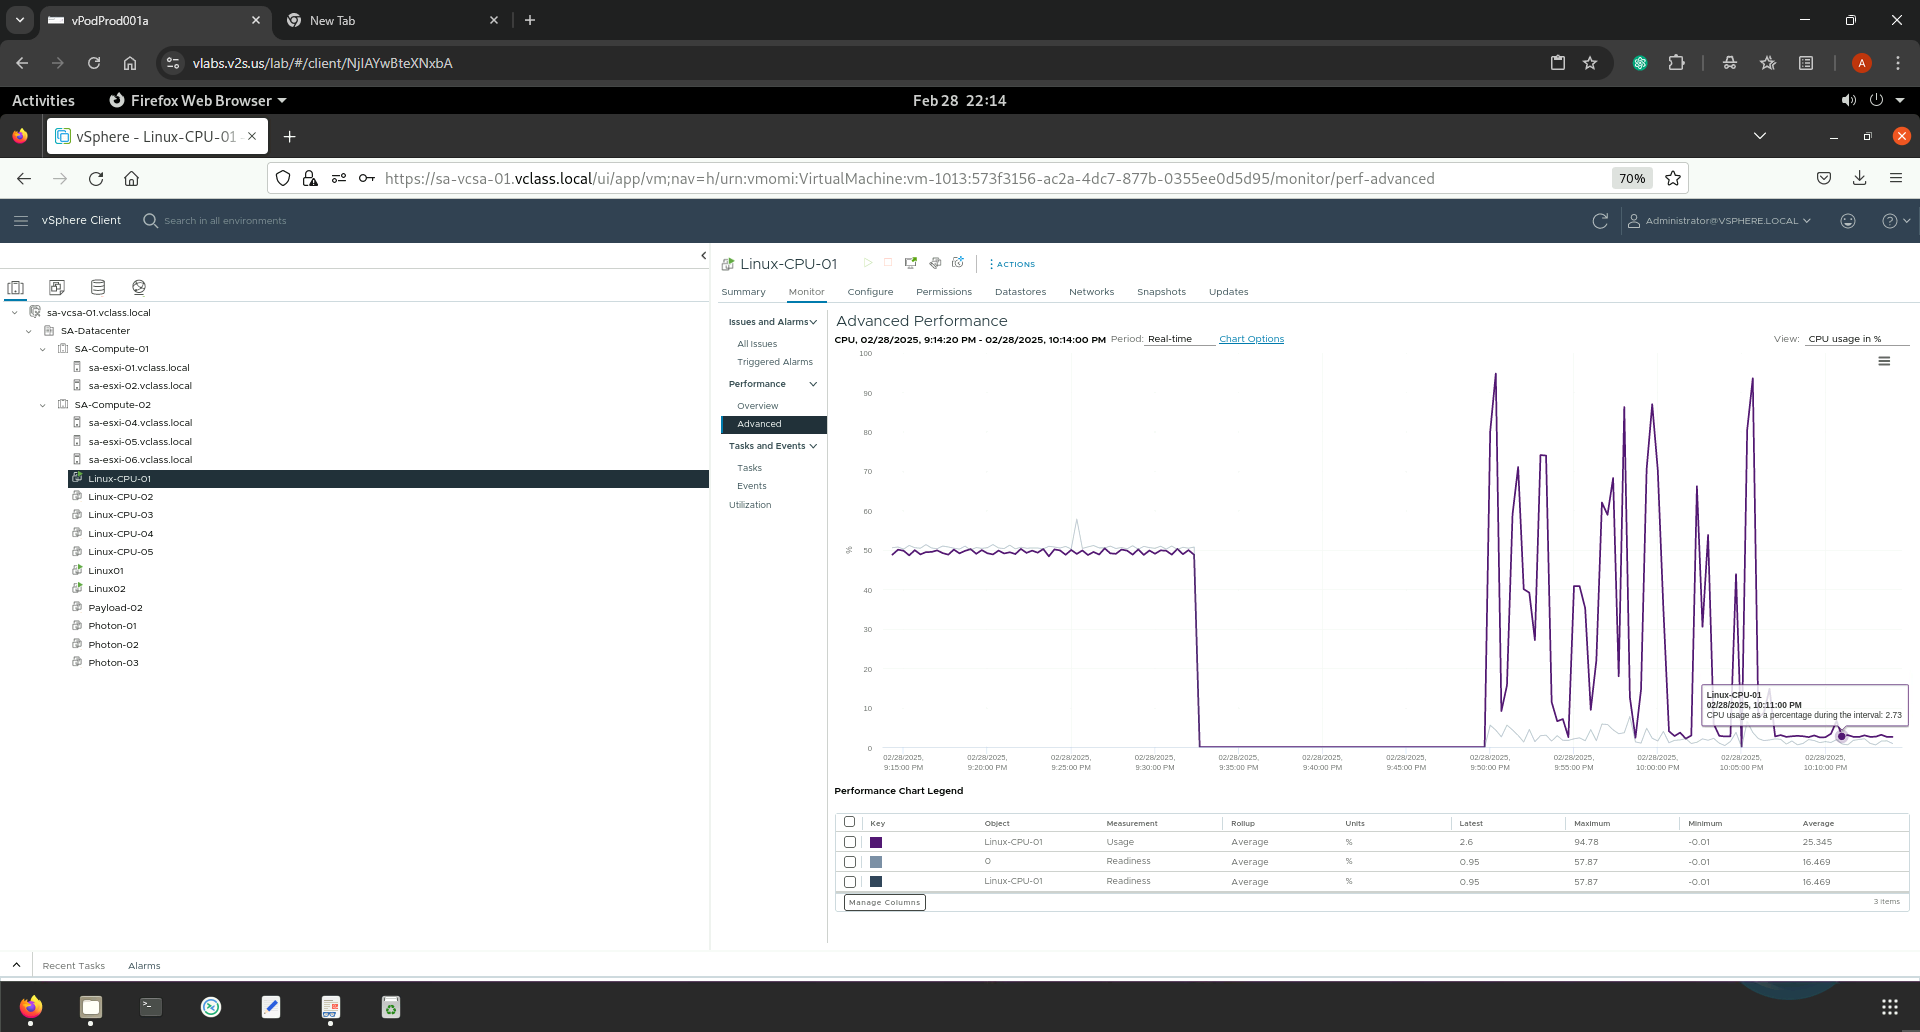 vPodProd001a
New Tab
vlabs.v2s.us/lab/#/client/NjIAYwBteXNxbA
A
Activities
Firefox Web Browser
Feb 28 22:14
vSphere - Linux-CPU-01
https://sa-vcsa-01.vclass.local/ui/app/vm;nav=h/urn:vmomi:VirtualMachine:vm-1013:573f3156-ac2a-4dc7-877b-0355ee0d5d95/monitor/perf-advanced
70%
vSphere Client
Search in all environments
Administrator@VSPHERE.LOCAL
sa-vcsa-01.vclass.local
SA-Datacenter
SA-Compute-01
sa-esxi-01.vclass.local
sa-esxi-02.vclass.local
SA-Compute-02
sa-esxi-04.vclass.local
sa-esxi-05.vclass.local
sa-esxi-06.vclass.local
Linux-CPU-01
Linux-CPU-02
Linux-CPU-03
Linux-CPU-04
Linux-CPU-05
Linux01
Linux02
Payload-02
Photon-01
Photon-02
Photon-03
Linux-CPU-01
ACTIONS
Summary Monitor Configure Permissions Datastores Networks Snapshots Updates
Issues and Alarms
All Issues
Triggered Alarms
Performance
Overview
Advanced
Tasks and Events
Tasks
Events
Utilization
Advanced Performance
CPU, 02/28/2025, 9:14:20 PM - 02/28/2025, 10:14:00 PM Period: Real-time Chart Options View: CPU usage in %
100
90
80
70
60
50
40
30
20
10
0
%
Linux-CPU-01
02/28/2025, 10:11:00 PM
CPU usage as a percentage during the interval: 2.73
02/28/2025, 02/28/2025, 02/28/2025, 02/28/2025, 02/28/2025, 02/28/2025, 02/28/2025, 02/28/2025, 02/28/2025, 02/28/2025, 02/28/2025, 02/28/2025,
9:15:00 PM 9:20:00 PM 9:25:00 PM 9:30:00 PM 9:35:00 PM 9:40:00 PM 9:45:00 PM 9:50:00 PM 9:55:00 PM 10:00:00 PM 10:05:00 PM 10:10:00 PM
Performance Chart Legend
Key Object Measurement Rollup Units Latest Maximum Minimum Average
Linux-CPU-01 Usage Average % 2.6 94.78 -0.01 25.345
0 Readiness Average % 0.95 57.87 -0.01 16.469
Linux-CPU-01 Readiness Average % 0.95 57.87 -0.01 16.469
Manage Columns
3 items
Recent Tasks Alarms